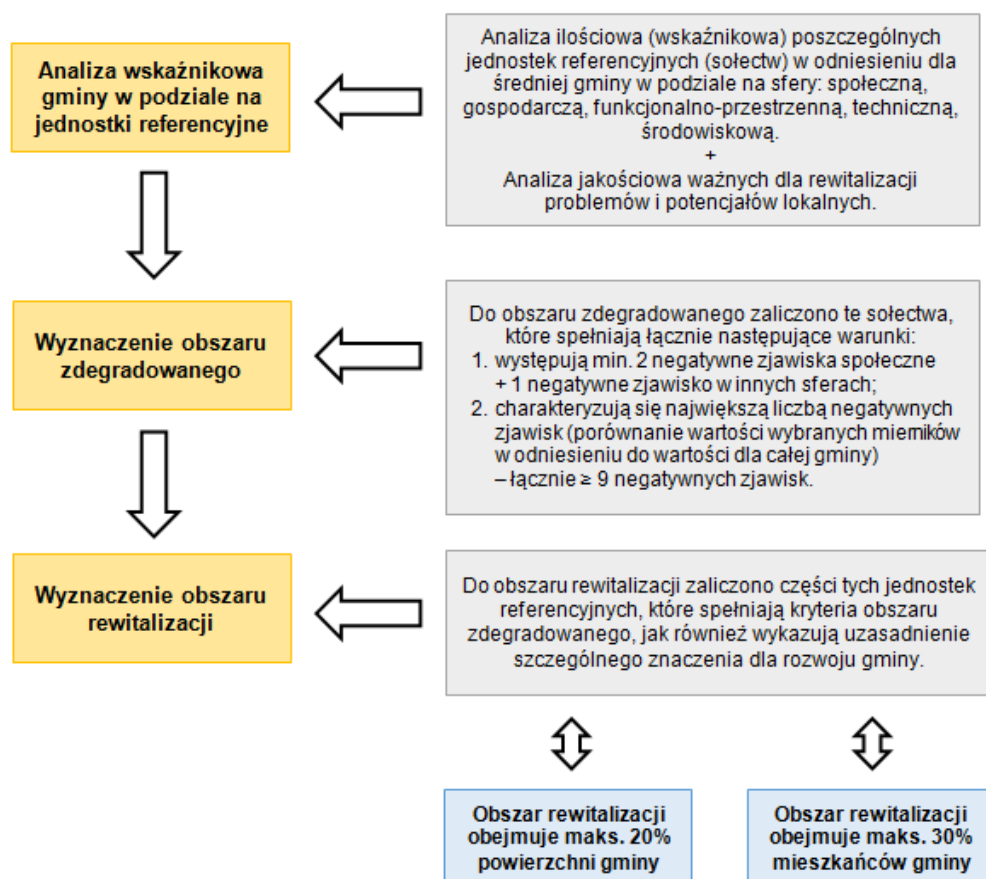 Analiza wskaźnikowa
gminy w podziale na
jednostki referencyjne
Analiza ilościowa (wskaźnikowa) poszczególnych
jednostek referencyjnych (sołectw) w odniesieniu dla
średniej gminy w podziale na sfery: społeczną,
gospodarczą, funkcjonalno-przestrzenną, techniczną,
środowiskową.
+
Analiza jakościowa ważnych dla rewitalizacji
problemów i potencjałów lokalnych.
Wyznaczenie obszaru
zdegradowanego
Do obszaru zdegradowanego zaliczono te sołectwa,
które spełniają łącznie następujące warunki:
1. występują min. 2 negatywne zjawiska społeczne
+ 1 negatywne zjawisko w innych sferach;
2. charakteryzują się największą liczbą negatywnych
zjawisk (porównanie wartości wybranych mierników
w odniesieniu do wartości dla całej gminy)
– łącznie ≥ 9 negatywnych zjawisk.
Wyznaczenie obszaru
rewitalizacji
Do obszaru rewitalizacji zaliczono części tych jednostek
referencyjnych, które spełniają kryteria obszaru
zdegradowanego, jak również wykazują uzasadnienie
szczególnego znaczenia dla rozwoju gminy.
Obszar rewitalizacji
obejmuje maks. 20%
powierzchni gminy
Obszar rewitalizacji
obejmuje maks. 30%
mieszkańców gminy